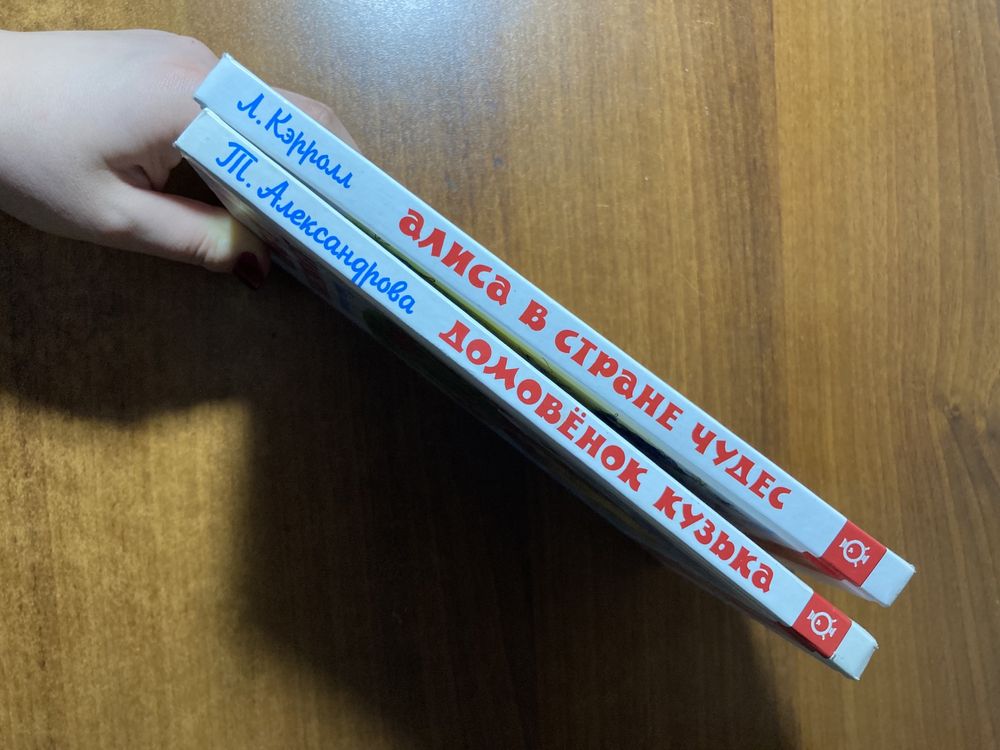 Л. Кэрролл АЛИСА В СТРАНЕ ЧУДЕС
Т. Александрова ДОМОВЁНОК КУЗЬКА